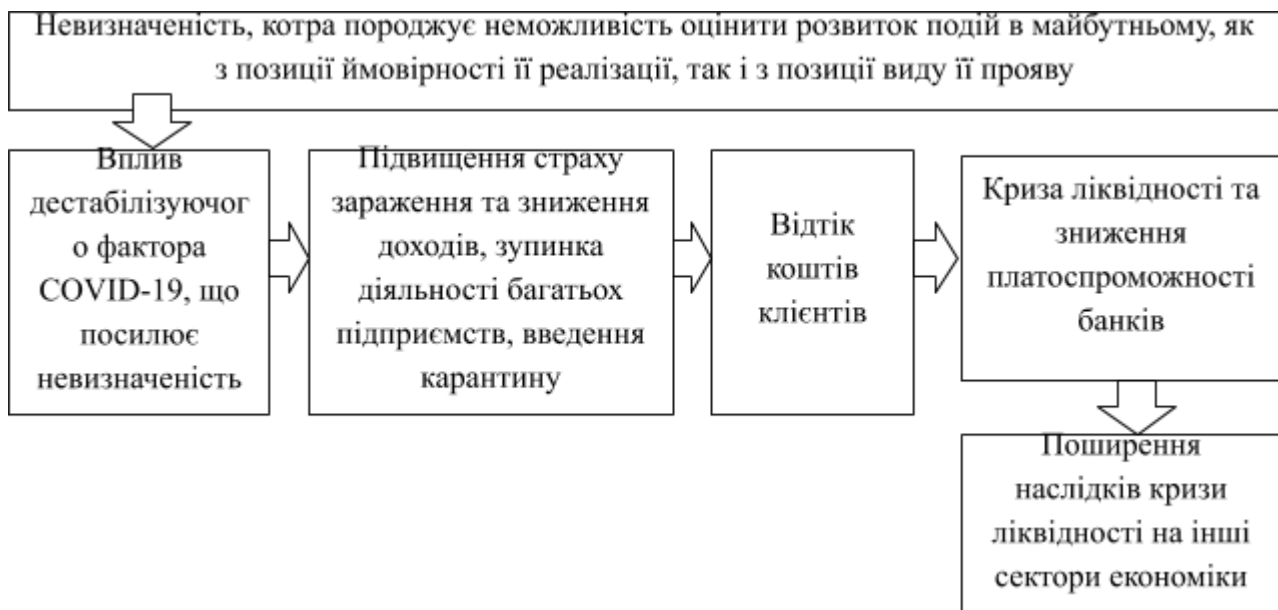 Невизначеність, котра породжує неможливість оцінити розвиток подій в майбутньому, як
з позиції ймовірності її реалізації, так і з позиції виду її прояву
Вплив
дестабілізуючог
о фактора
COVID-19, що
посилює
невизначеність
Підвищення страху
зараження та зниження
доходів, зупинка
діяльності багатьох
підприємств, введення
карантину
Відтік
коштів
клієнтів
Криза ліквідності та
зниження
платоспроможності
банків
Поширення
наслідків кризи
ліквідності на інші
сектори економіки